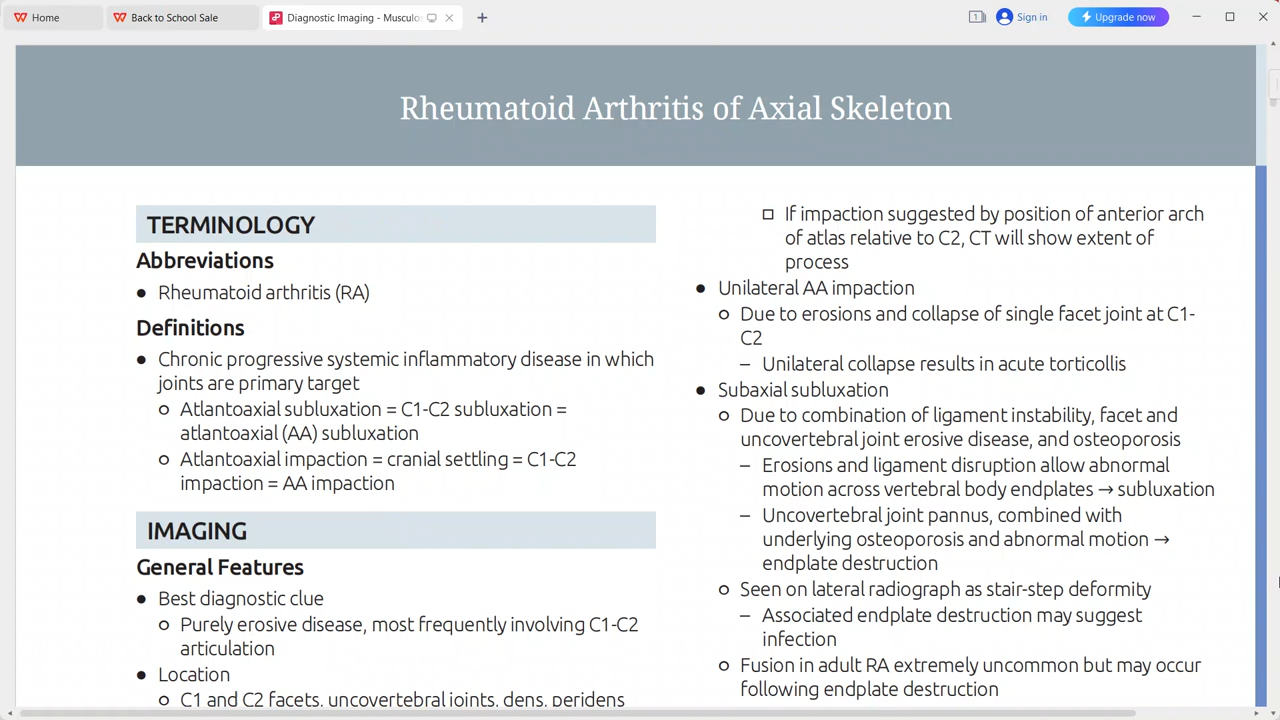 Home
Back to School Sale
Diagnostic Imaging - Musculo
1
Sign in
Upgrade now
Rheumatoid Arthritis of Axial Skeleton
TERMINOLOGY
Abbreviations
● Rheumatoid arthritis (RA)
Definitions
● Chronic progressive systemic inflammatory disease in which
joints are primary target
○ Atlantoaxial subluxation = C1-C2 subluxation =
atlantoaxial (AA) subluxation
○ Atlantoaxial impaction = cranial settling = C1-C2
impaction = AA impaction
IMAGING
General Features
● Best diagnostic clue
○ Purely erosive disease, most frequently involving C1-C2
articulation
● Location
○ C1 and C2 facets, uncovertebral joints, dens, peridens
□ If impaction suggested by position of anterior arch
of atlas relative to C2, CT will show extent of
process
● Unilateral AA impaction
○ Due to erosions and collapse of single facet joint at C1-
C2
– Unilateral collapse results in acute torticollis
● Subaxial subluxation
○ Due to combination of ligament instability, facet and
uncovertebral joint erosive disease, and osteoporosis
– Erosions and ligament disruption allow abnormal
motion across vertebral body endplates → subluxation
– Uncovertebral joint pannus, combined with
underlying osteoporosis and abnormal motion →
endplate destruction
○ Seen on lateral radiograph as stair-step deformity
– Associated endplate destruction may suggest
infection
○ Fusion in adult RA extremely uncommon but may occur
following endplate destruction